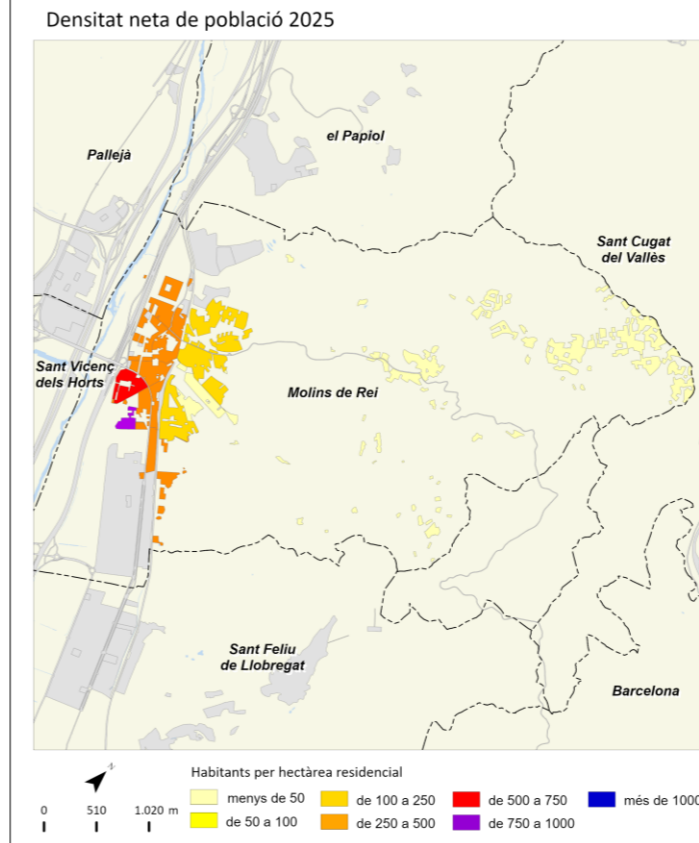 Densitat neta de població 2025
el Papiol
Pallejà
Sant Cugat
del Vallès
Sant Vicenç
dels Horts
Molins de Rei
Sant Feliu
de Llobregat
Barcelona
N
0 510 1.020 m
Habitants per hectàrea residencial
menys de 50
de 100 a 250
de 500 a 750
més de 1000
de 50 a 100
de 250 a 500
de 750 a 1000